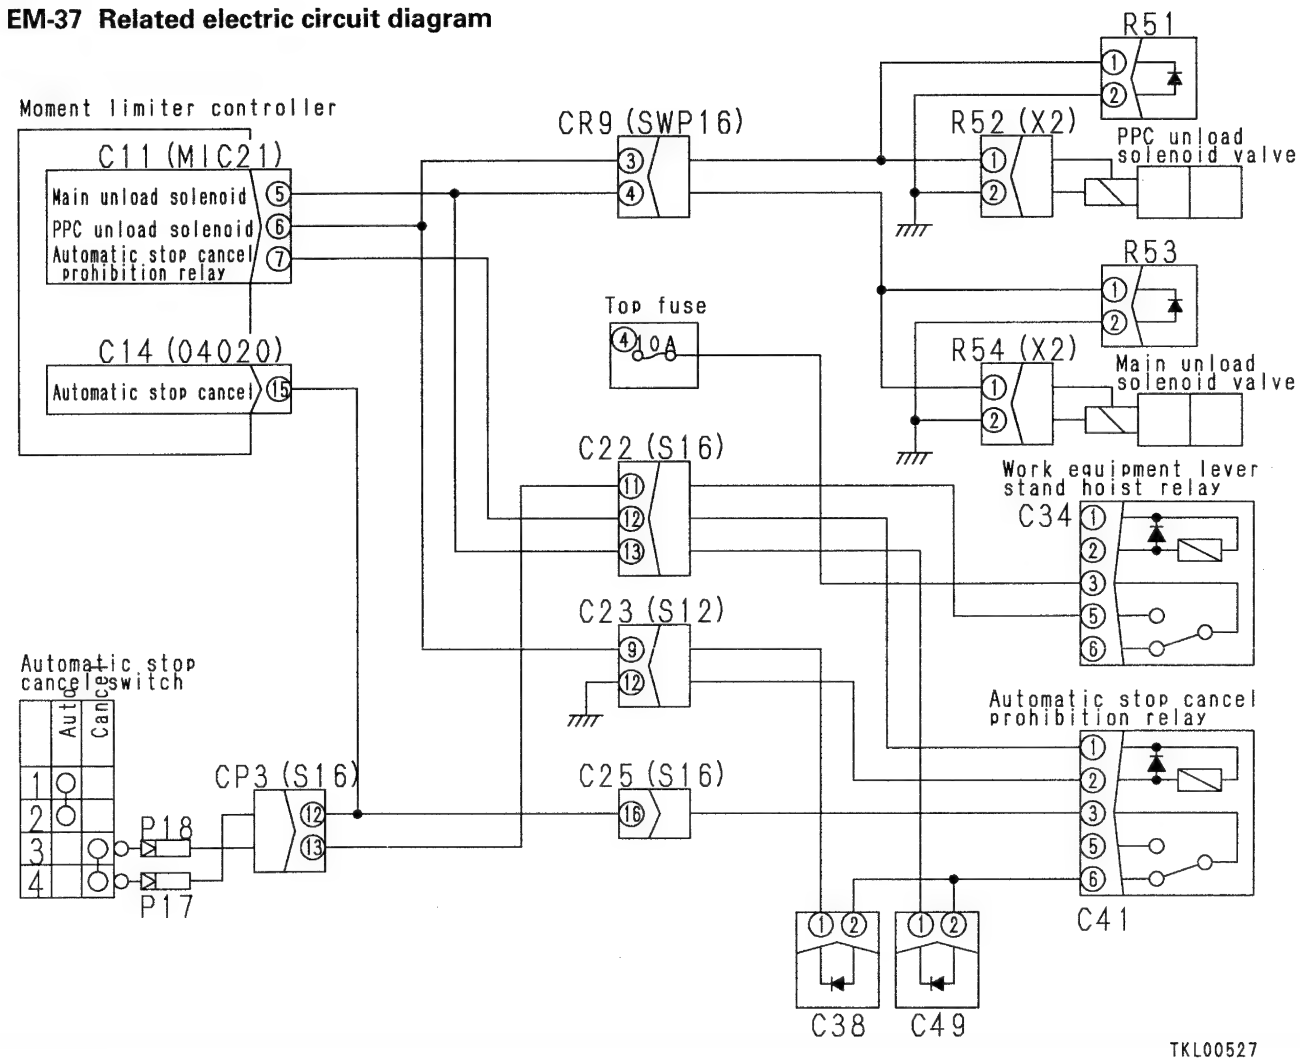 EM-37 Related electric circuit diagram
R51
1
2
Moment limiter controller
CR9 (SWP16)
3
4
R52 (X2)
1
2
PPC unload
solenoid valve
C11 (MIC21)
Main unload solenoid 5
PPC unload solenoid 6
Automatic stop cancel
prohibition relay 7
R53
1
2
Top fuse
4 10A
C14 (04020)
Automatic stop cancel 15
R54 (X2)
1
2
Main unload
solenoid valve
C22 (S16)
11
12
13
Work equipment lever
stand hoist relay
C34
1
2
3
5
6
C23 (S12)
9
12
Automatic stop
cancel switch
Auto
Cancel
1
2
3
4
P18
P17
CP3 (S16)
12
13
C25 (S16)
16
Automatic stop cancel
prohibition relay
1
2
3
5
6
C41
1 2
C38
1 2
C49
TKL00527